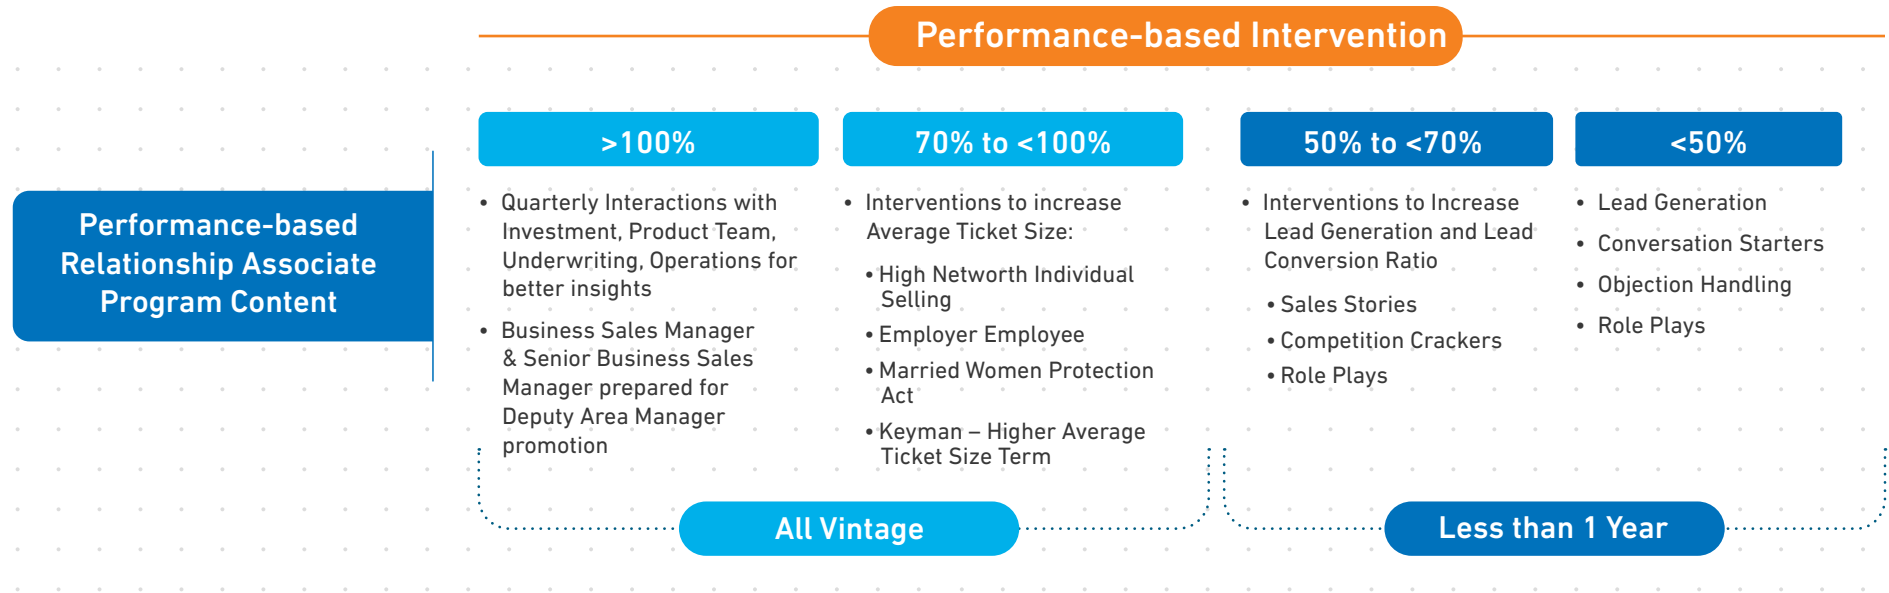 Performance-based Intervention
Performance-based
Relationship Associate
Program Content
>100%
• Quarterly Interactions with
Investment, Product Team,
Underwriting, Operations for
better insights
• Business Sales Manager
& Senior Business Sales
Manager prepared for
Deputy Area Manager
promotion
70% to <100%
• Interventions to increase
Average Ticket Size:
• High Networth Individual
Selling
• Employer Employee
• Married Women Protection
Act
• Keyman – Higher Average
Ticket Size Term
All Vintage
50% to <70%
• Interventions to Increase
Lead Generation and Lead
Conversion Ratio
• Sales Stories
• Competition Crackers
• Role Plays
<50%
• Lead Generation
• Conversation Starters
• Objection Handling
• Role Plays
Less than 1 Year